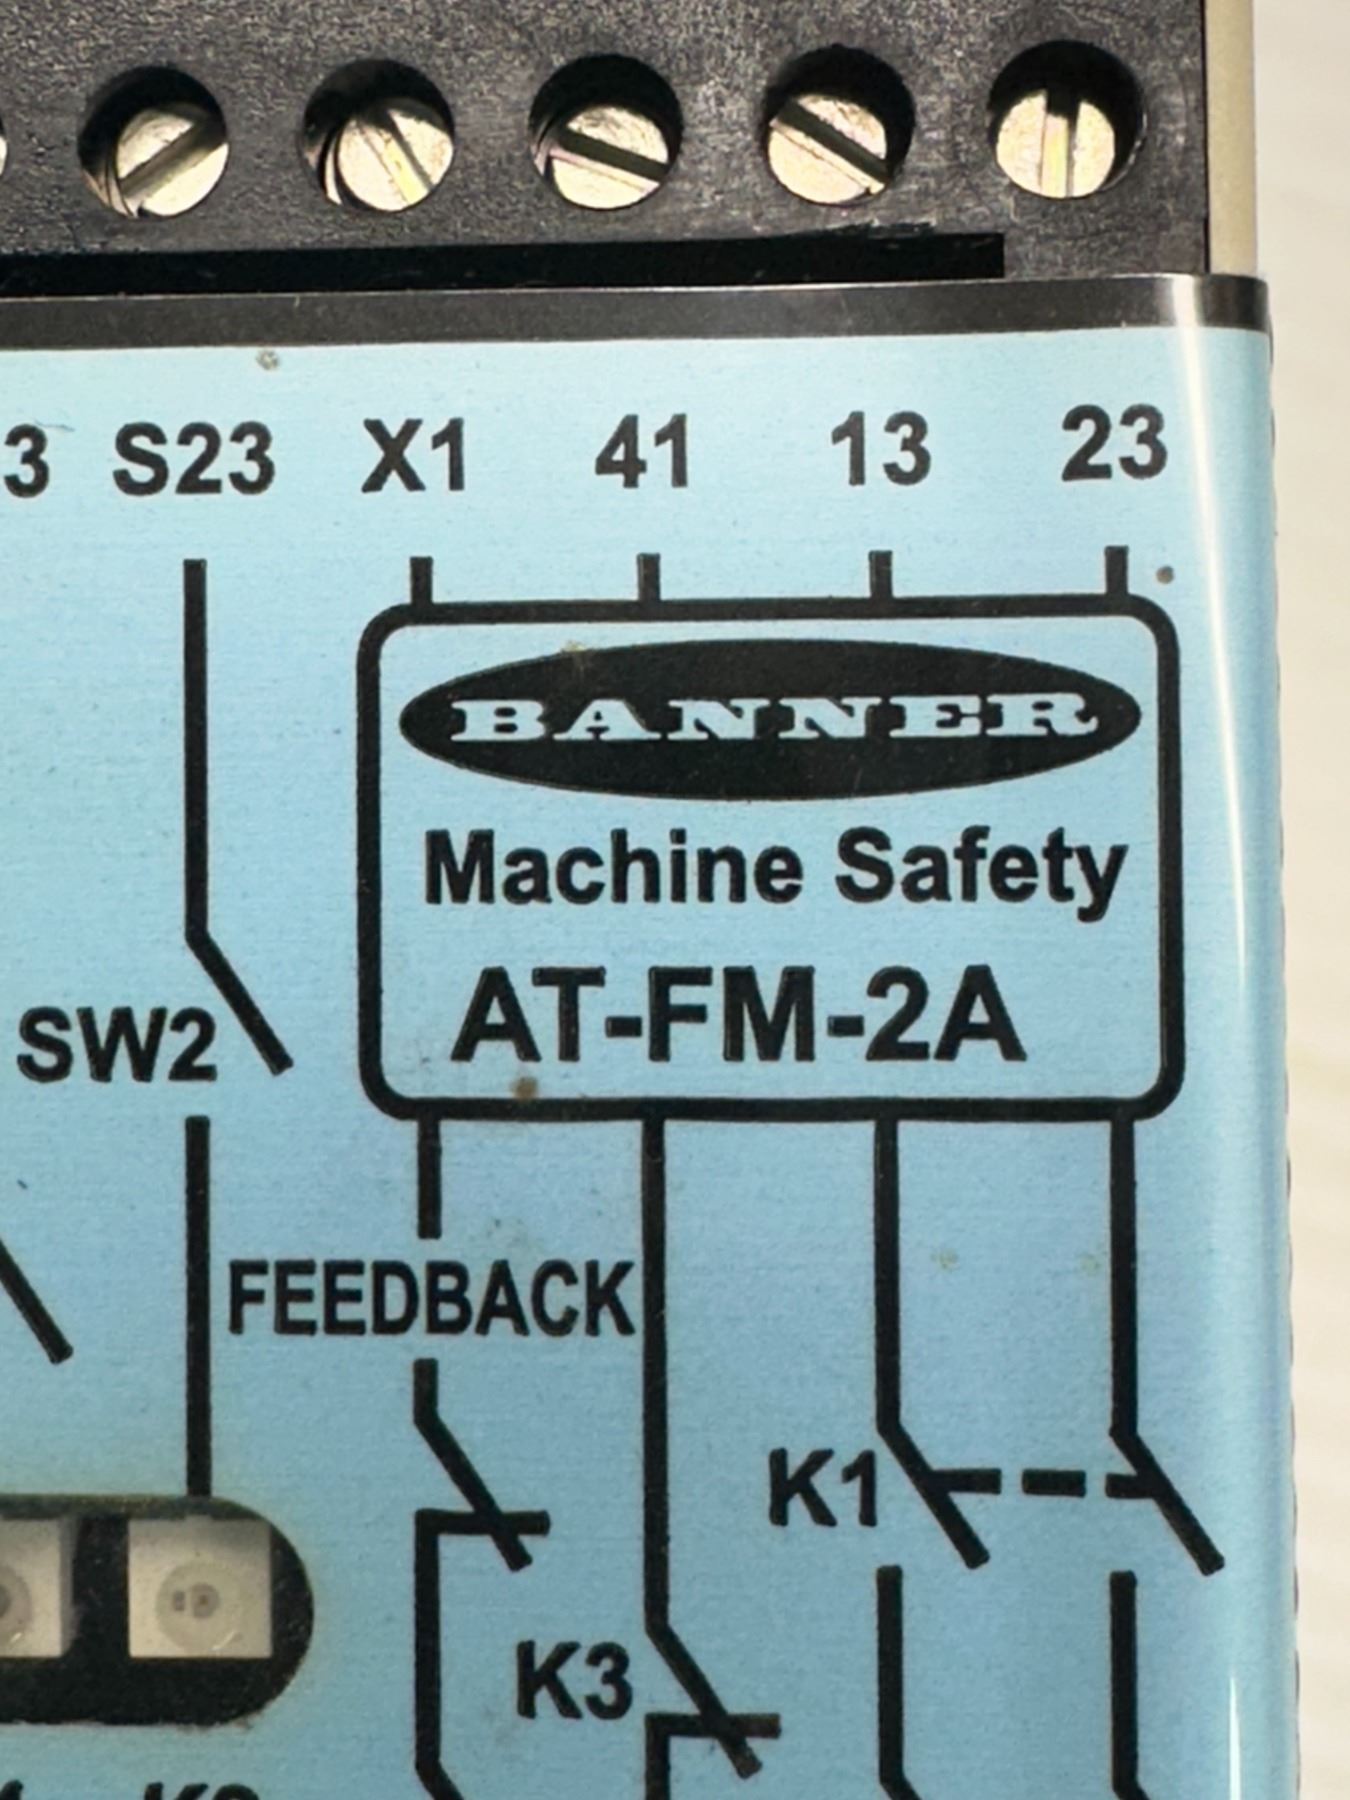 3 S23 X1 41 13 23
BANNER
Machine Safety
AT-FM-2A
SW2
FEEDBACK
K1
K3